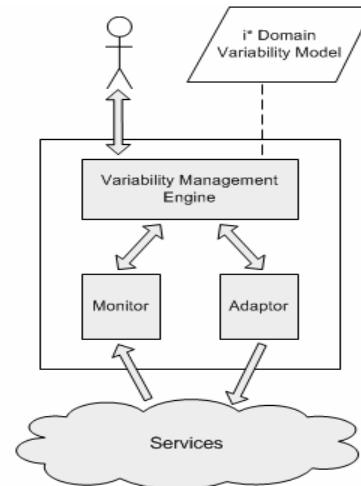 i* Domain
Variability Model
Variability Management
Engine
Monitor
Adaptor
Services